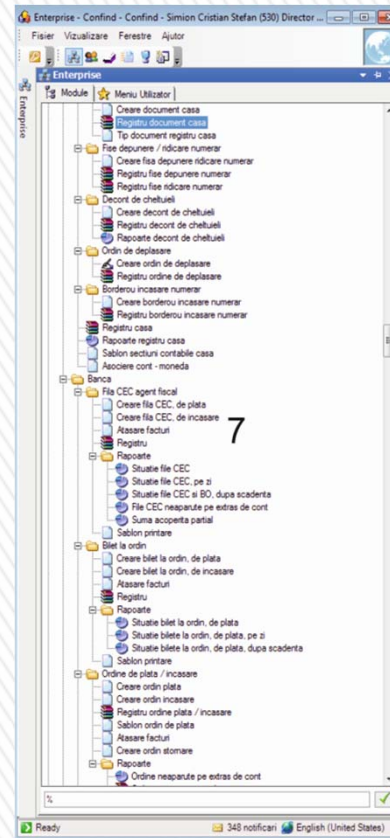 Enterprise - Confind - Confind - Simion Cristian Stefan (530) Director ...
Fisier Vizualizare Ferestre Ajutor
Enterprise
Enterprise
Module Meniu Utilizator
Creare document casa
Registru document casa
Tip document registru casa
Fise depunere / ridicare numerar
Creare fisa depunere ridicare numerar
Registru fise depunere numerar
Registru fise ridicare numerar
Decont de cheltuieli
Creare decont de cheltuieli
Registru decont de cheltuieli
Rapoarte decont de cheltuieli
Ordin de deplasare
Creare ordin de deplasare
Registru ordine de deplasare
Borderou incasare numerar
Creare borderou incasare numerar
Registru borderou incasare numerar
Registru casa
Rapoarte registru casa
Sablon sectiuni contabile casa
Asociere cont - moneda
Banca
Fila CEC agent fiscal
Creare fila CEC, de plata
Creare fila CEC, de incasare
7
Atasare facturi
Registru
Rapoarte
Situatie file CEC
Situatie file CEC, pe zi
Situatie file CEC si BO, dupa scadenta
File CEC neaparute pe extras de cont
Suma acoperita partial
Sablon printare
Bilet la ordin
Creare bilet la ordin, de plata
Creare bilet la ordin, de incasare
Atasare facturi
Registru
Rapoarte
Situatie bilet la ordin, de plata
Situatie bilete la ordin, de plata, pe zi
Situatie bilete la ordin, de plata, dupa scadenta
Sablon printare
Ordine de plata / incasare
Creare ordin plata
Creare ordin incasare
Registru ordine plata / incasare
Sablon ordin de plata
Atasare facturi
Creare ordin stornare
Rapoarte
Ordine neaparute pe extras de cont
%
Ready 348 notificari English (United States)